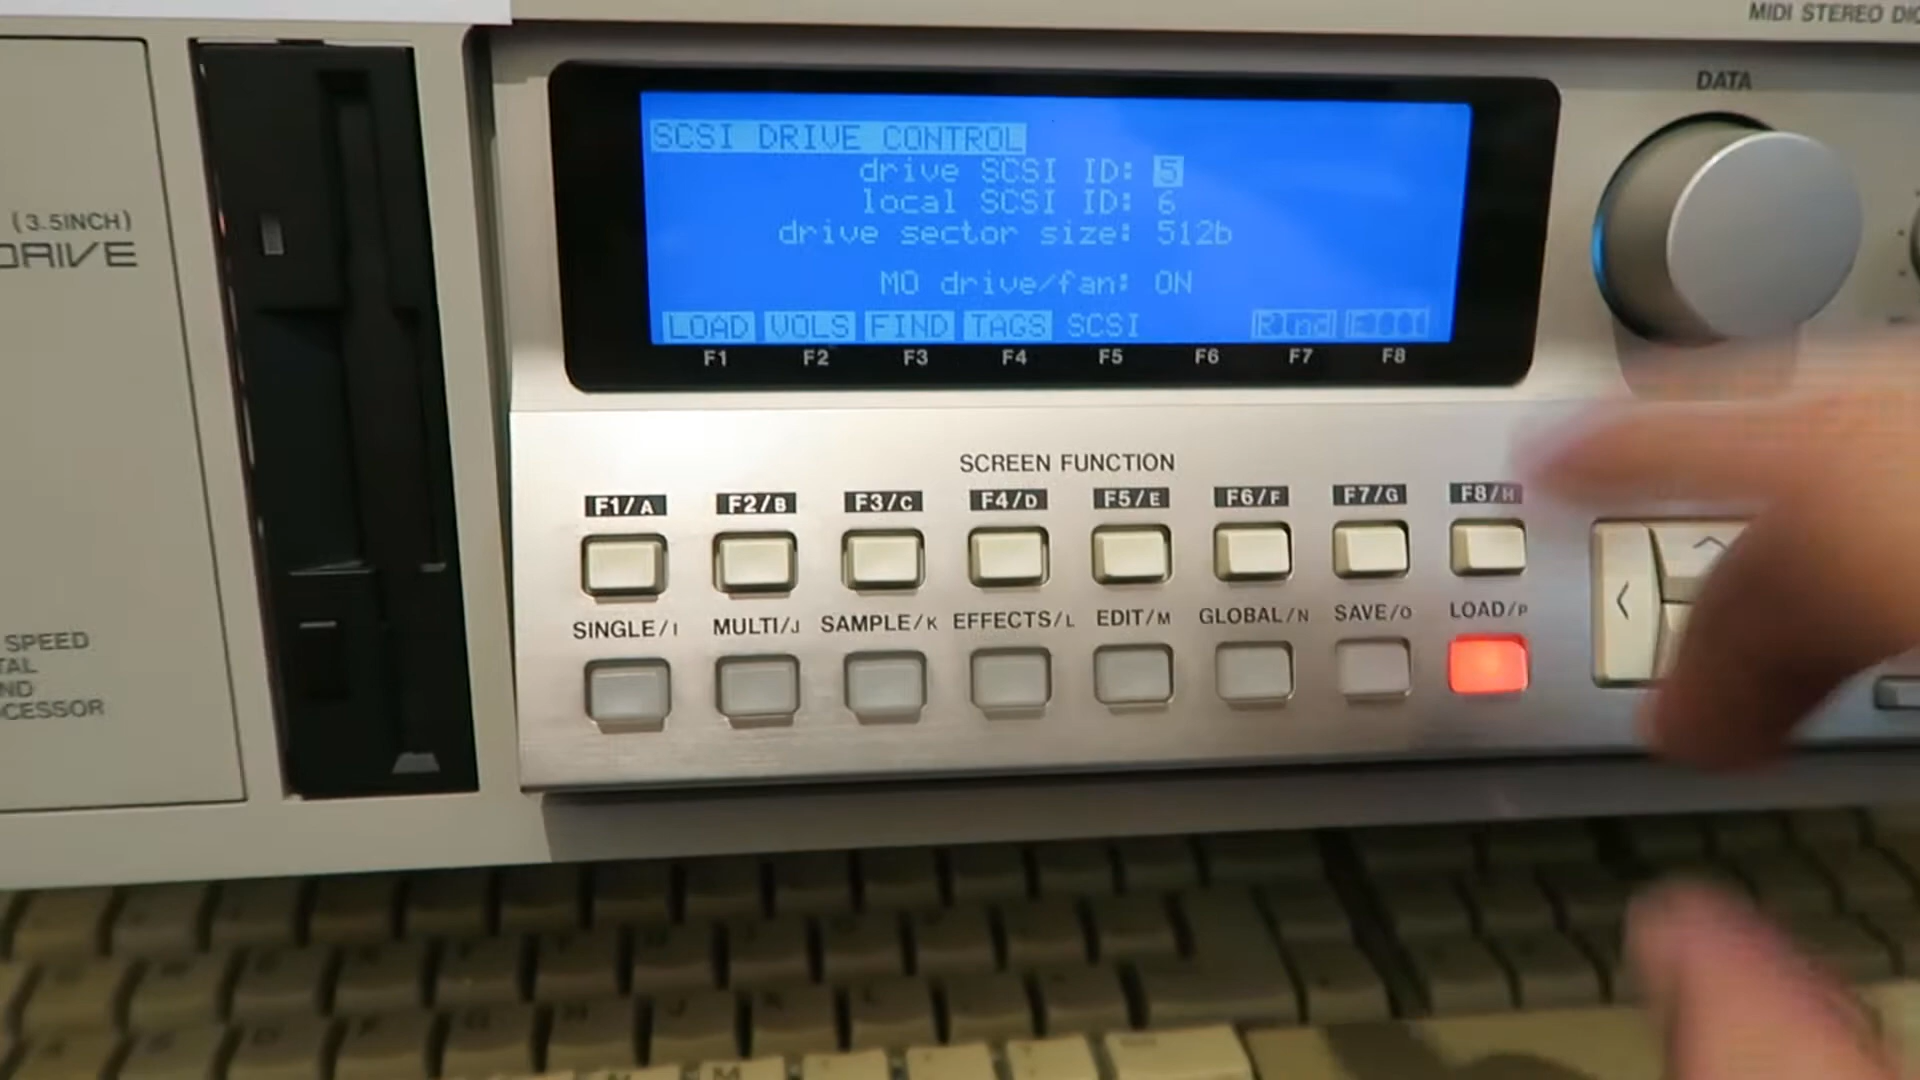 MIDI STEREO DIG
DATA
(3.5INCH)
DRIVE
SPEED
TAL
ND
CESSOR
SCSI DRIVE CONTROL
drive SCSI ID: 5
local SCSI ID: 6
drive sector size: 512b
MO drive/fan: ON
LOAD VOLS FIND TAGS SCSI
F1 F2 F3 F4 F5 F6 F7 F8
SCREEN FUNCTION
F1/A F2/B F3/C F4/D F5/E F6/F F7/G F8/H
SINGLE/I MULTI/J SAMPLE/K EFFECTS/L EDIT/M GLOBAL/N SAVE/O LOAD/P